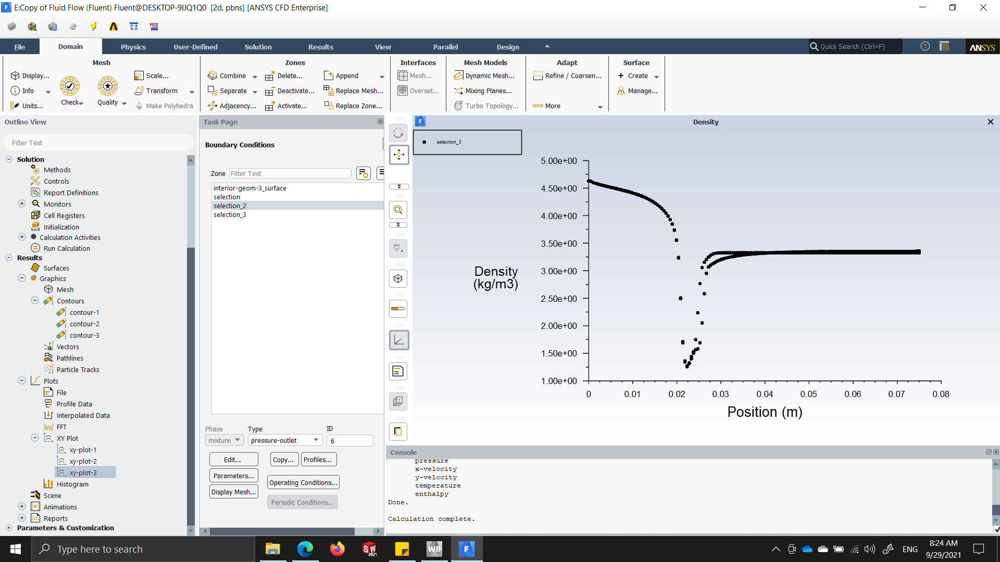 E:Copy of Fluid Flow (Fluent) Fluent@DESKTOP-9IJQ1Q0  [2d, pbns] [ANSYS CFD Enterprise]
File Domain Physics User-Defined Solution Results View Parallel Design Quick Search (Ctrl+F) ANSYS
Mesh
Display...
Info
Units...
Check
Quality
Scale...
Transform
Make Polyhedra
Zones
Combine
Separate
Adjacency...
Delete...
Deactivate...
Activate...
Append
Replace Mesh...
Replace Zone...
Interfaces
Mesh...
Overset...
Mesh Models
Dynamic Mesh...
Mixing Planes...
Turbo Topology...
Adapt
Refine / Coarsen...
More
Surface
Create
Manage...
Outline View
Filter Text
Solution
Methods
Controls
Report Definitions
Monitors
Cell Registers
Initialization
Calculation Activities
Run Calculation
Results
Surfaces
Graphics
Mesh
Contours
contour-1
contour-2
contour-3
Vectors
Pathlines
Particle Tracks
Plots
File
Profile Data
Interpolated Data
FFT
XY Plot
xy-plot-1
xy-plot-2
xy-plot-3
Histogram
Scene
Animations
Reports
Parameters & Customization
Task Page
Boundary Conditions
Zone Filter Text
interior-geom-3_surface
selection
selection_2
selection_3
Phase Type ID
mixture pressure-outlet 6
Edit... Copy... Profiles...
Parameters... Operating Conditions...
Display Mesh... Periodic Conditions...
Density
selection_3
5.00e+00
4.50e+00
4.00e+00
3.50e+00
3.00e+00
2.50e+00
2.00e+00
1.50e+00
1.00e+00
Density
(kg/m3)
0 0.01 0.02 0.03 0.04 0.05 0.06 0.07 0.08
Position (m)
Console
pressure
x-velocity
y-velocity
temperature
enthalpy
Done.
Calculation complete.
Type here to search
SW
2021
WB
F
ENG
8:24 AM
9/29/2021